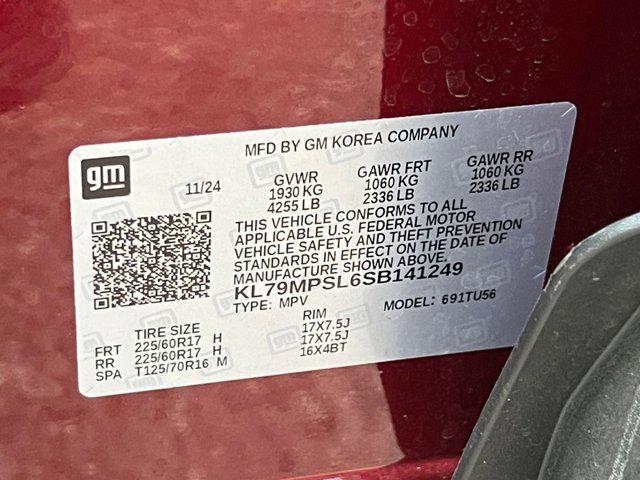 MFD BY GM KOREA COMPANY
gm
11/24
GVWR
1930 KG
4255 LB
GAWR FRT
1060 KG
2336 LB
GAWR RR
1060 KG
2336 LB
THIS VEHICLE CONFORMS TO ALL
APPLICABLE U.S. FEDERAL MOTOR
VEHICLE SAFETY AND THEFT PREVENTION
STANDARDS IN EFFECT ON THE DATE OF
MANUFACTURE SHOWN ABOVE.
KL79MPSL6SB141249
TYPE: MPV
MODEL: 691TU56
TIRE SIZE
RIM
FRT 225/60R17 H 17X7.5J
RR 225/60R17 H 17X7.5J
SPA T125/70R16 M 16X4BT